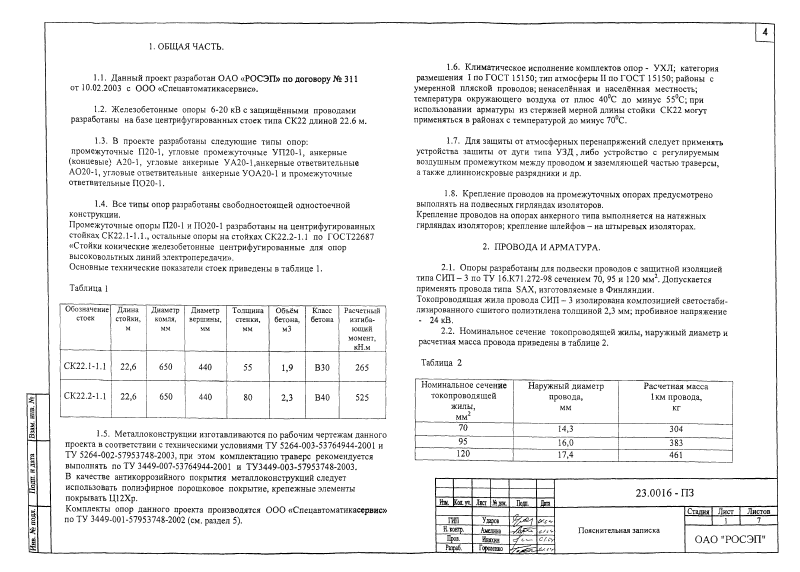 4
1. ОБЩАЯ ЧАСТЬ.
1.1. Данный проект разработан ОАО «РОСЭП» по договору № 311
от 10.02.2003 г. с ООО «Спецавтоматикасервис».
1.2. Железобетонные опоры 6-20 кВ с защищёнными проводами
разработаны на базе центрифугированных стоек типа СК22 длиной 22.6 м.
1.3. В проекте разработаны следующие типы опор:
промежуточные П20-1, угловые промежуточные УП20-1, анкерные
(концевые) А20-1, угловые анкерные УА20-1,анкерные ответвительные
АО20-1, угловые ответвительные анкерные УОА20-1 и промежуточные
ответвительные ПО20-1.
1.4. Все типы опор разработаны свободностоящей одностоечной
конструкции.
Промежуточные опоры П20-1 и ПО20-1 разработаны на центрифугированных
стойках СК22.1-1.1., остальные опоры на стойках СК22.2-1.1 по ГОСТ22687
«Стойки конические железобетонные центрифугированные для опор
высоковольтных линий электропередачи».
Основные технические показатели стоек приведены в таблице 1.
Таблица 1
Обозначение стоек | Длина стойки, м | Диаметр комля, мм | Диаметр вершины, мм | Толщина стенки, мм | Объём бетона, м3 | Класс бетона | Расчетный изгибающий момент, кН.м
СК22.1-1.1 | 22,6 | 650 | 440 | 55 | 1,9 | В30 | 265
СК22.2-1.1 | 22,6 | 650 | 440 | 80 | 2,3 | В40 | 525
1.5. Металлоконструкции изготавливаются по рабочим чертежам данного
проекта в соответствии с техническими условиями ТУ 5264-003-53764944-2001 и
ТУ 5264-002-57953748-2003, при этом комплектацию траверс рекомендуется
выполнять по ТУ 3449-007-53764944-2001 и ТУ3449-003-57953748-2003.
В качестве антикоррозийного покрытия металлоконструкций следует
использовать полиэфирное порошковое покрытие, крепежные элементы
покрывать Ц12Хр.
Комплекты опор данного проекта производятся ООО «Спецавтоматикасервис»
по ТУ 3449-001-57953748-2002 (см. раздел 5).
1.6. Климатическое исполнение комплектов опор - УХЛ; категория
размещения I по ГОСТ 15150; тип атмосферы II по ГОСТ 15150; районы с
умеренной пляской проводов; ненаселённая и населённая местность;
температура окружающего воздуха от плюс 40⁰С до минус 55⁰С; при
использовании арматуры из стержней мерной длины стойки СК22 могут
применяться в районах с температурой до минус 70⁰С.
1.7. Для защиты от атмосферных перенапряжений следует применять
устройства защиты от дуги типа УЗД , либо устройство с регулируемым
воздушным промежутком между проводом и заземляющей частью траверсы,
а также длинноискровые разрядники и др.
1.8. Крепление проводов на промежуточных опорах предусмотрено
выполнять на подвесных гирляндах изоляторов.
Крепление проводов на опорах анкерного типа выполняется на натяжных
гирляндах изоляторов; крепление шлейфов – на штыревых изоляторах.
2. ПРОВОДА И АРМАТУРА.
2.1. Опоры разработаны для подвески проводов с защитной изоляцией
типа СИП – 3 по ТУ 16.К71.272-98 сечением 70, 95 и 120 мм². Допускается
применять провода типа SAX, изготовляемые в Финляндии.
Токопроводящая жила провода СИП – 3 изолирована композицией светостаби-
лизированного сшитого полиэтилена толщиной 2,3 мм; пробивное напряжение
- 24 кВ.
2.2. Номинальное сечение токопроводящей жилы, наружный диаметр и
расчетная масса провода приведены в таблице 2.
Таблица 2
Номинальное сечение токопроводящей жилы, мм² | Наружный диаметр провода, мм | Расчетная масса 1км провода, кг
70 | 14,3 | 304
95 | 16,0 | 383
120 | 17,4 | 461
Взам. инв. №
Подп. и дата
Инв. № подл.
23.0016 - ПЗ
Изм. Кол. уч. Лист № док. Подп. Дата
ГИП Ударов
Н. контр. Амелина
Пров.
Разраб.
Пояснительная записка
Стадия Лист Листов
1 7
ОАО "РОСЭП"